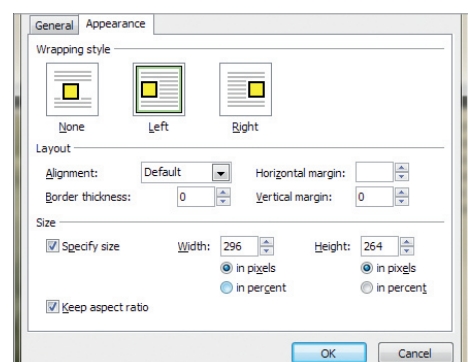 General Appearance
Wrapping style
None Left Right
Layout
Alignment: Default Horizontal margin:
Border thickness: 0 Vertical margin: 0
Size
Specify size Width: 296 Height: 264
in pixels in pixels
in percent in percent
Keep aspect ratio
OK Cancel